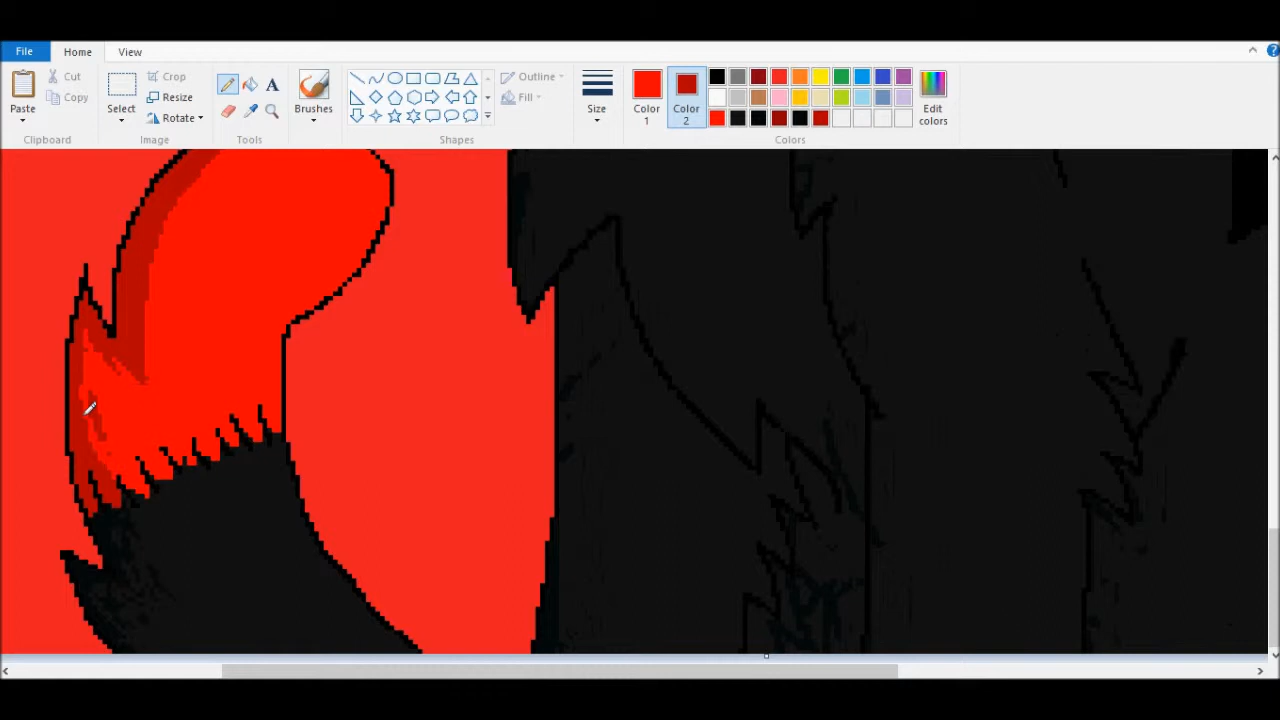 File Home View
Paste
Cut
Copy
Clipboard
Select
Crop
Resize
Rotate
Image
A
Tools
Brushes
Outline
Fill
Shapes
Size
Color
1
Color
2
Edit
colors
Colors
?